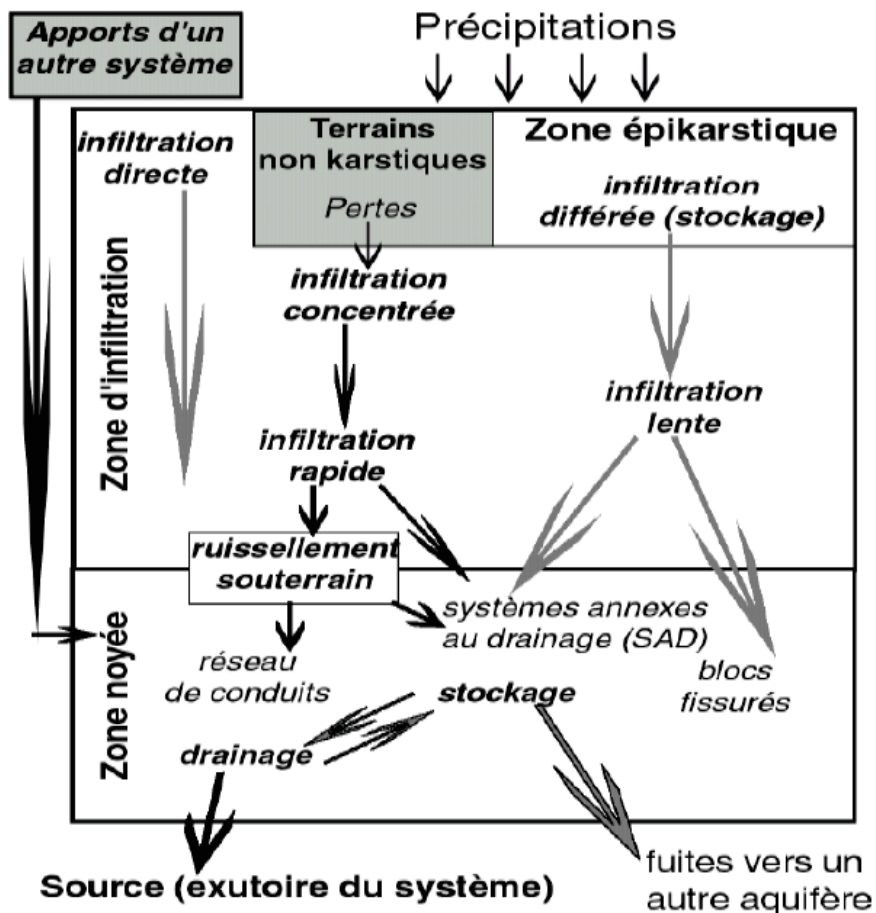 Apports d'un
autre système
Précipitations
infiltration
directe
Terrains
non karstiques
Pertes
Zone épikarstique
infiltration
différée (stockage)
Zone d'infiltration
infiltration
concentrée
infiltration
lente
infiltration
rapide
ruissellement
souterrain
Zone noyée
systèmes annexes
au drainage (SAD)
réseau
de conduits
stockage
blocs
fissurés
drainage
Source (exutoire du système)
fuites vers un
autre aquifère